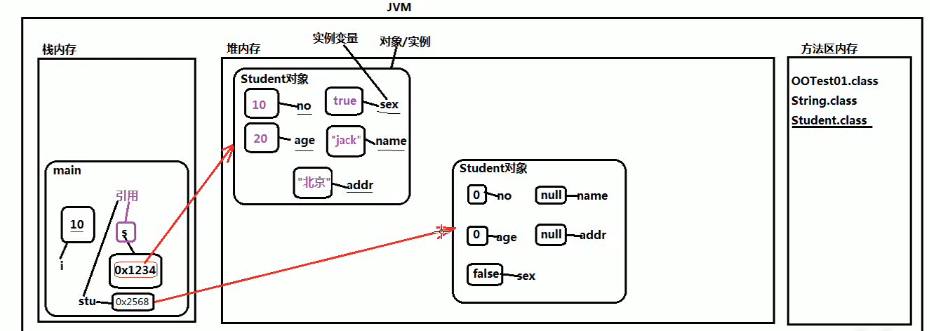 JVM
栈内存
堆内存
实例变量
对象/实例
方法区内存
Student对象
10 no
true sex
20 age
"jack" name
"北京" addr
OOTest01.class
String.class
Student.class
main
引用
10
i
s
0x1234
stu
0x2568
Student对象
0 no
null name
0 age
null addr
false sex